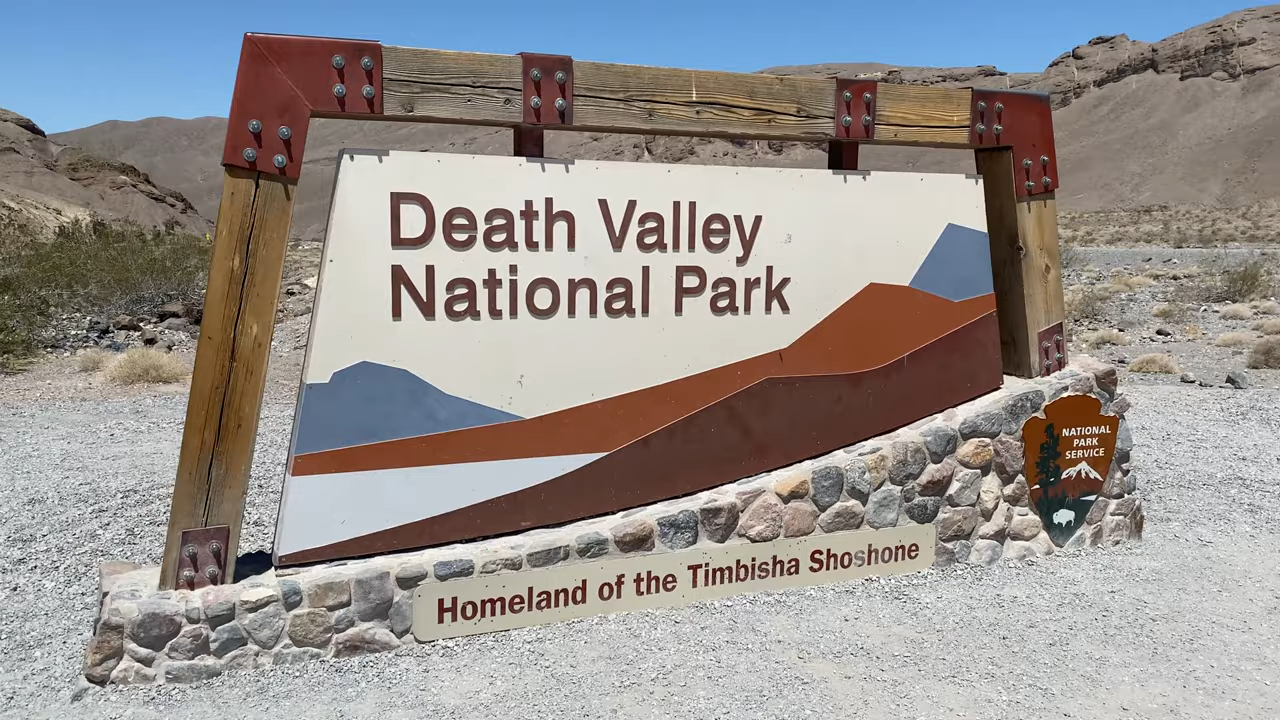 Death Valley
National Park
NATIONAL
PARK
SERVICE
Homeland of the Timbisha Shoshone